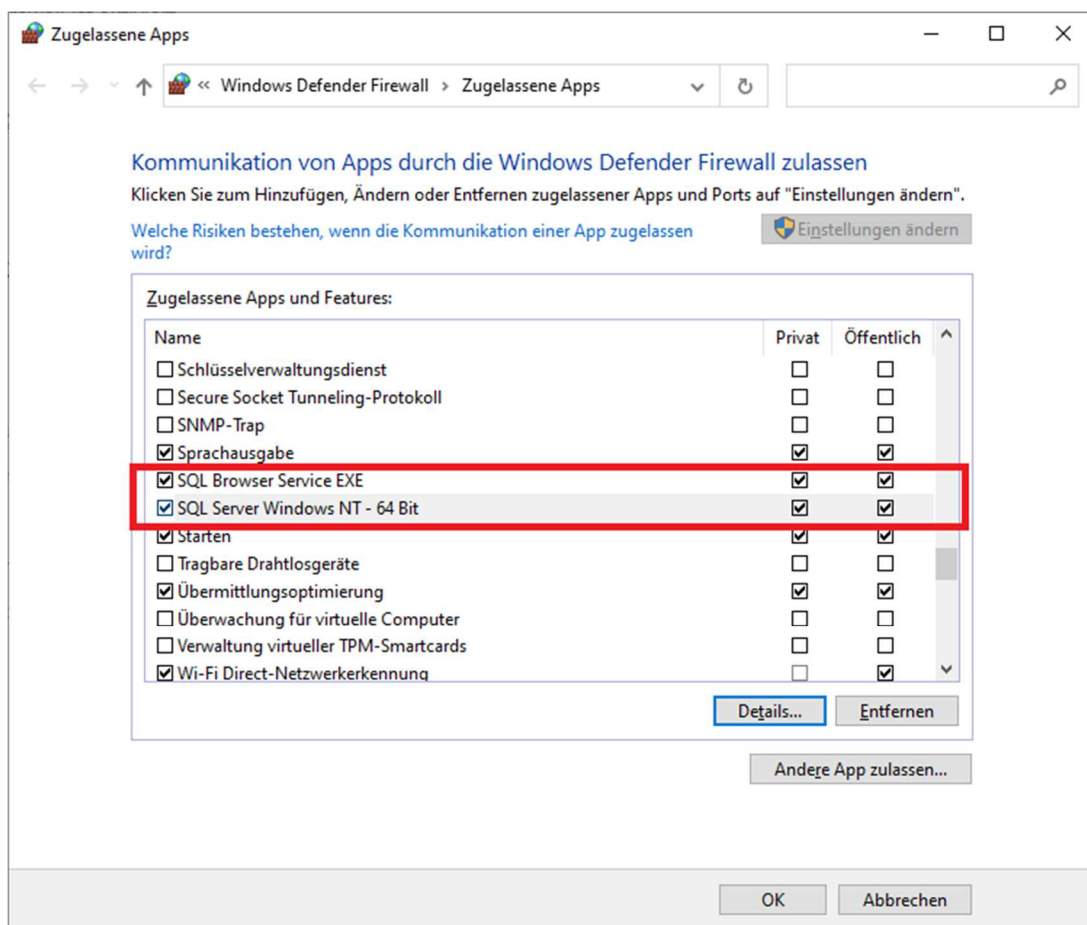 Zugelassene Apps
« Windows Defender Firewall › Zugelassene Apps
Kommunikation von Apps durch die Windows Defender Firewall zulassen
Klicken Sie zum Hinzufügen, Ändern oder Entfernen zugelassener Apps und Ports auf "Einstellungen ändern".
Welche Risiken bestehen, wenn die Kommunikation einer App zugelassen
wird?
Einstellungen ändern
Zugelassene Apps und Features:
Name Privat Öffentlich
Schlüsselverwaltungsdienst
Secure Socket Tunneling-Protokoll
SNMP-Trap
Sprachausgabe
SQL Browser Service EXE
SQL Server Windows NT - 64 Bit
Starten
Tragbare Drahtlosgeräte
Übermittlungsoptimierung
Überwachung für virtuelle Computer
Verwaltung virtueller TPM-Smartcards
Wi-Fi Direct-Netzwerkerkennung
Details... Entfernen
Andere App zulassen...
OK Abbrechen